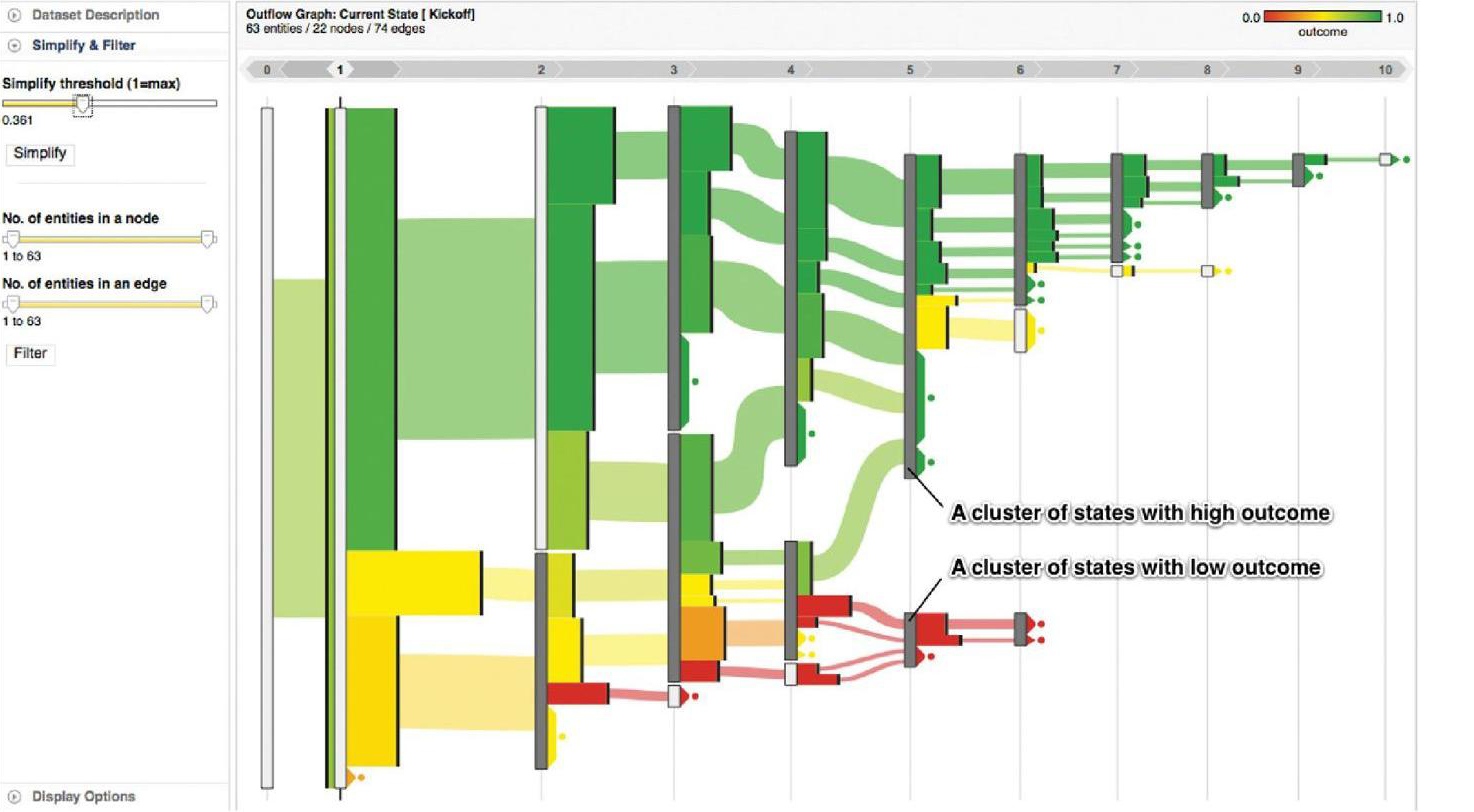 Dataset Description
Simplify & Filter
Simplify threshold (1=max)
0.361
Simplify
No. of entities in a node
1 to 63
No. of entities in an edge
1 to 63
Filter
Display Options
Outflow Graph: Current State [ Kickoff]
63 entities / 22 nodes / 74 edges
0.0 1.0
outcome
0 1 2 3 4 5 6 7 8 9 10
A cluster of states with high outcome
A cluster of states with low outcome